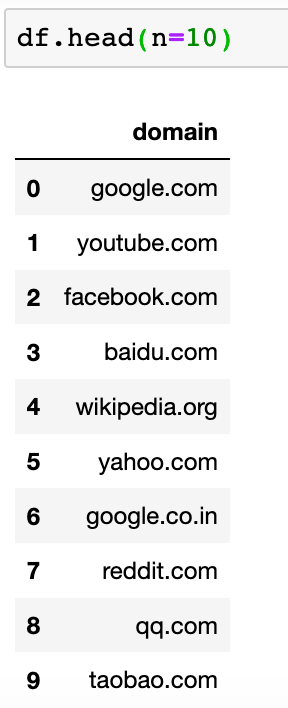 df.head(n=10)
domain
0 google.com
1 youtube.com
2 facebook.com
3 baidu.com
4 wikipedia.org
5 yahoo.com
6 google.co.in
7 reddit.com
8 qq.com
9 taobao.com